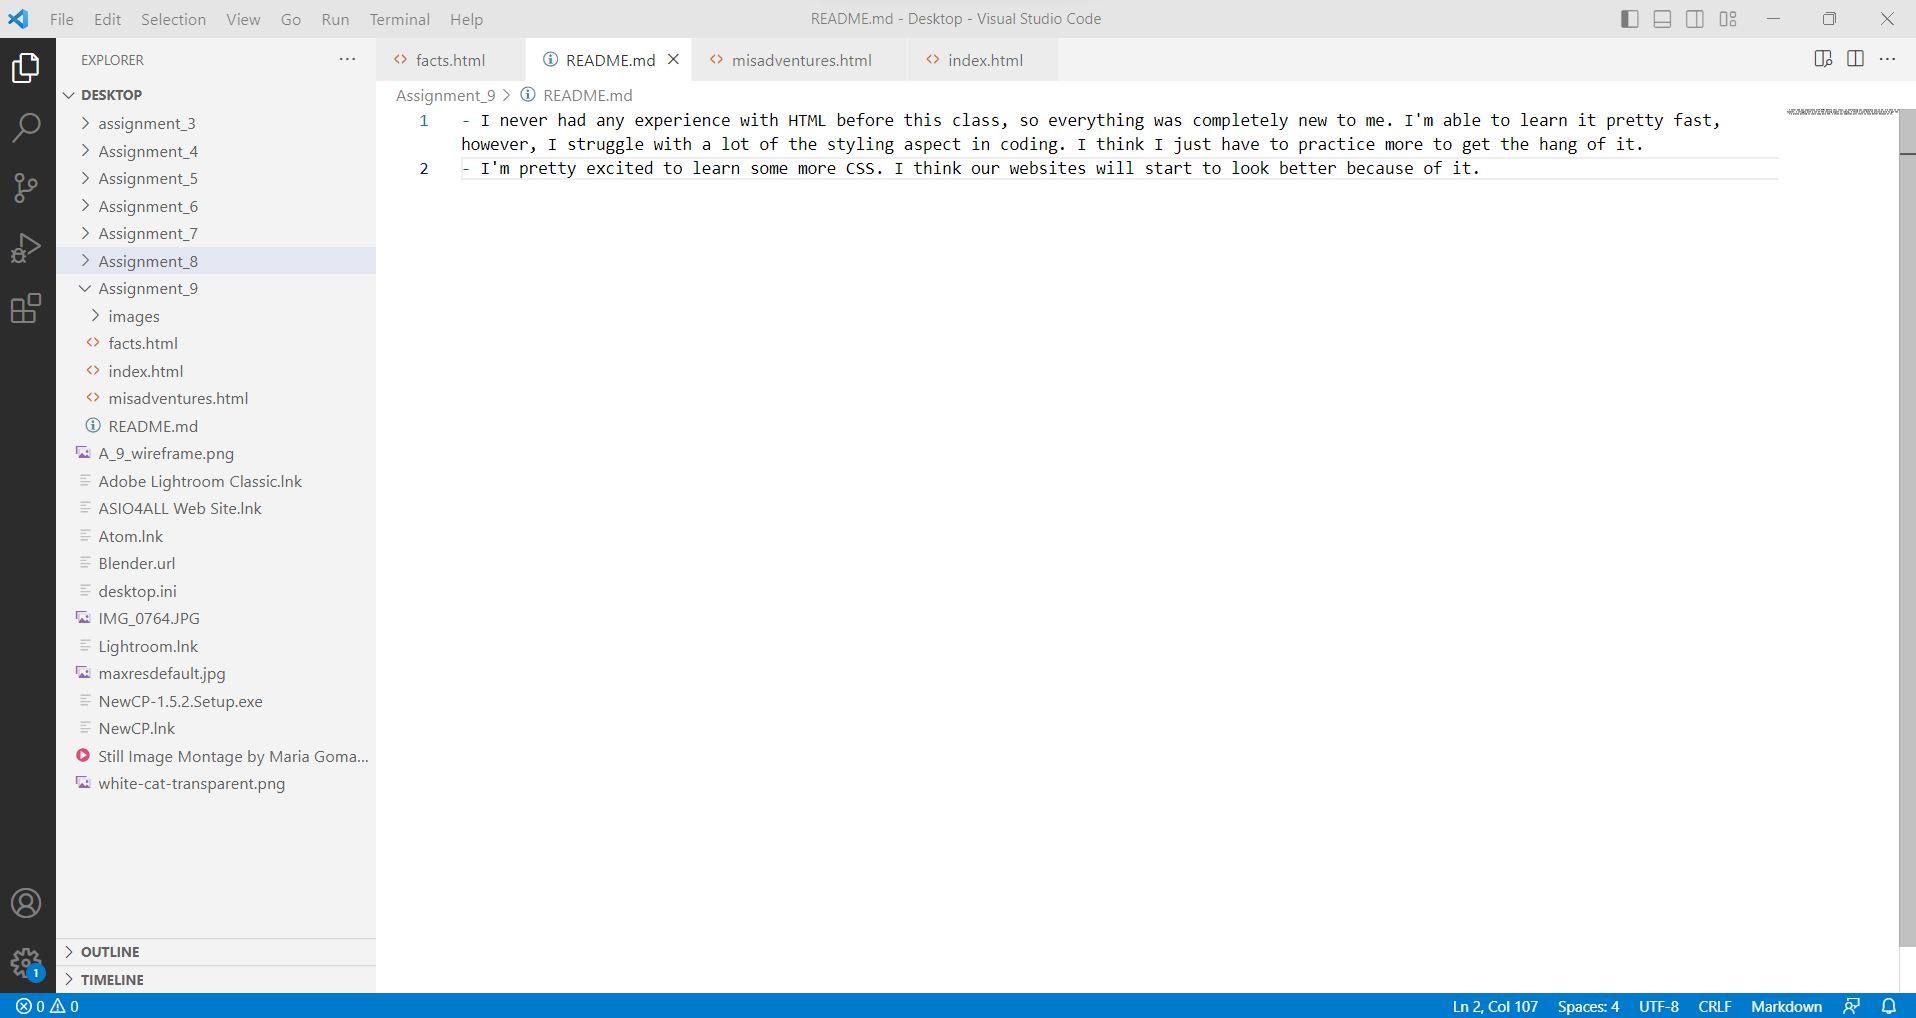 File Edit Selection View Go Run Terminal Help
README.md - Desktop - Visual Studio Code
EXPLORER
facts.html
README.md
misadventures.html
index.html
DESKTOP
Assignment_9 > README.md
assignment_3
Assignment_4
Assignment_5
Assignment_6
Assignment_7
Assignment_8
Assignment_9
images
facts.html
index.html
misadventures.html
README.md
A_9_wireframe.png
Adobe Lightroom Classic.lnk
ASIO4ALL Web Site.lnk
Atom.lnk
Blender.url
desktop.ini
IMG_0764.JPG
Lightroom.lnk
maxresdefault.jpg
NewCP-1.5.2.Setup.exe
NewCP.lnk
Still Image Montage by Maria Goma...
white-cat-transparent.png
1 - I never had any experience with HTML before this class, so everything was completely new to me. I'm able to learn it pretty fast,
however, I struggle with a lot of the styling aspect in coding. I think I just have to practice more to get the hang of it.
2 - I'm pretty excited to learn some more CSS. I think our websites will start to look better because of it.
OUTLINE
1
TIMELINE
0 0
Ln 2, Col 107 Spaces: 4 UTF-8 CRLF Markdown